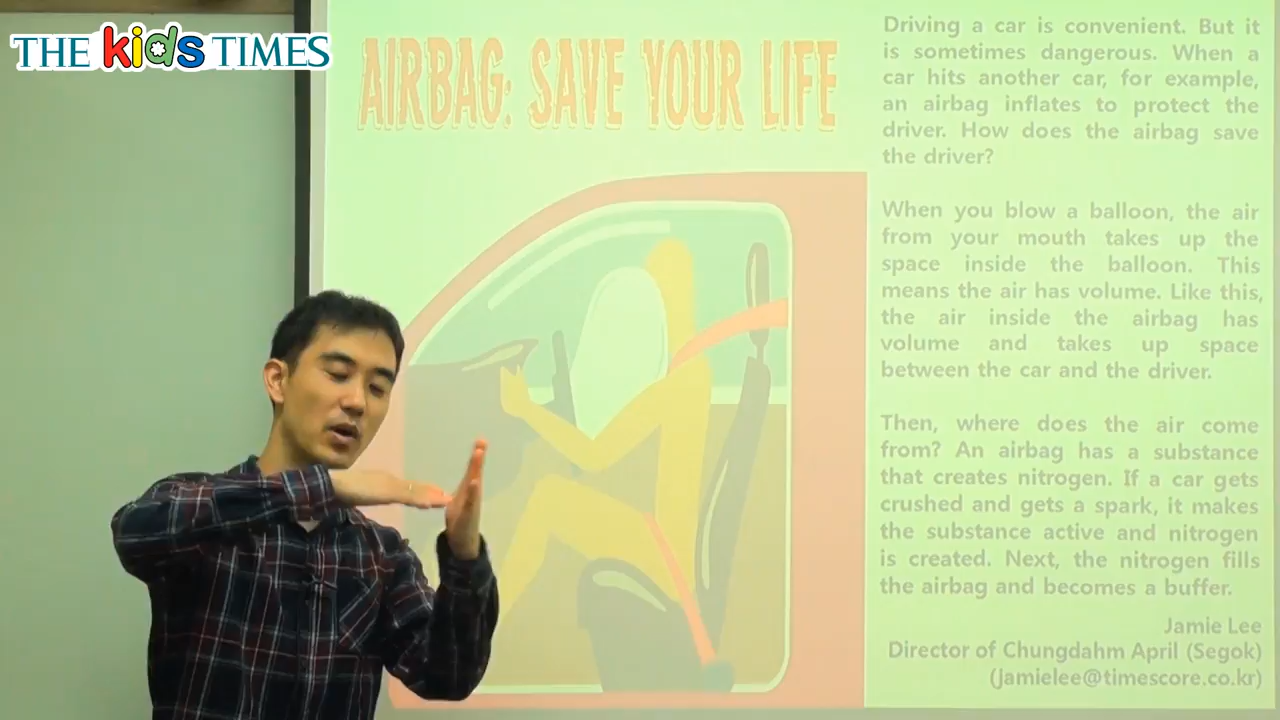 THE kids TIMES
AIRBAG: SAVE YOUR LIFE
Driving a car is convenient. But it
is sometimes dangerous. When a
car hits another car, for example,
an airbag inflates to protect the
driver. How does the airbag save
the driver?
When you blow a balloon, the air
from your mouth takes up the
space inside the balloon. This
means the air has volume. Like this,
the air inside the airbag has
volume and takes up space
between the car and the driver.
Then, where does the air come
from? An airbag has a substance
that creates nitrogen. If a car gets
crushed and gets a spark, it makes
the substance active and nitrogen
is created. Next, the nitrogen fills
the airbag and becomes a buffer.
Jamie Lee
Director of Chungdahm April (Segok)
(jamielee@timescore.co.kr)